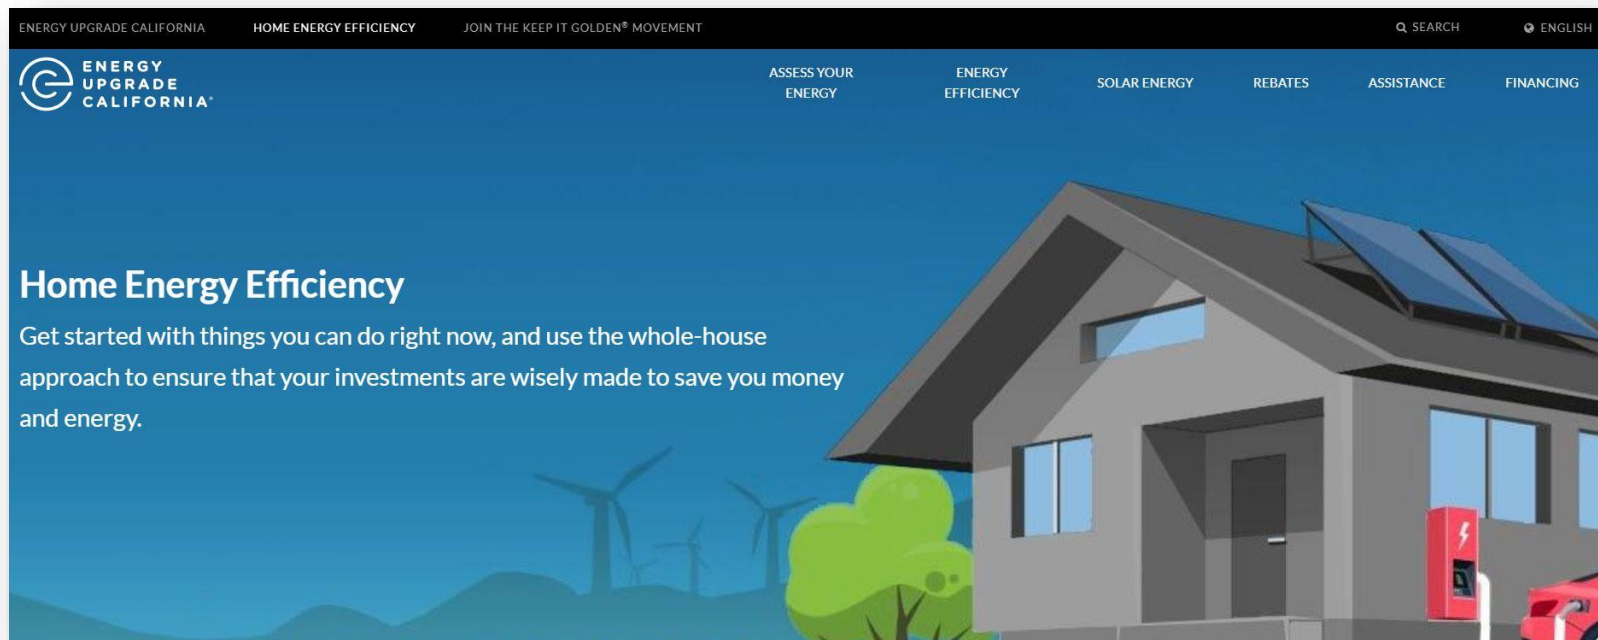 ENERGY UPGRADE CALIFORNIA
HOME ENERGY EFFICIENCY
JOIN THE KEEP IT GOLDEN® MOVEMENT
SEARCH
ENGLISH
ENERGY
UPGRADE
CALIFORNIA®
ASSESS YOUR
ENERGY
ENERGY
EFFICIENCY
SOLAR ENERGY
REBATES
ASSISTANCE
FINANCING
Home Energy Efficiency
Get started with things you can do right now, and use the whole-house
approach to ensure that your investments are wisely made to save you money
and energy.